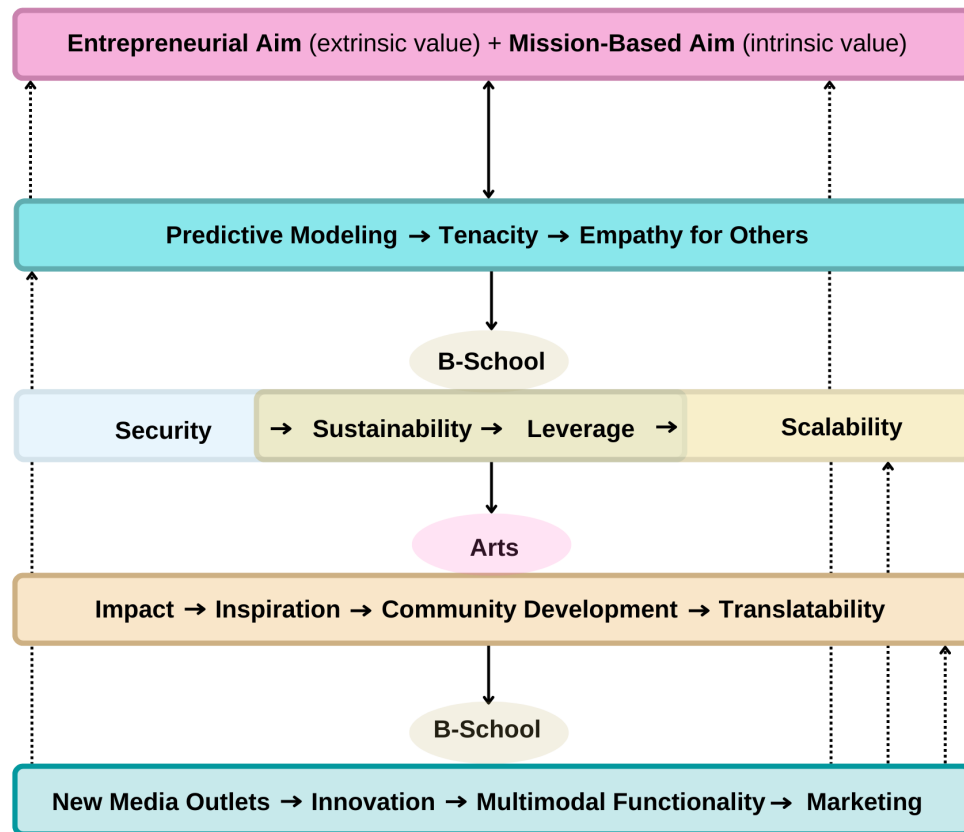 Entrepreneurial Aim (extrinsic value) + Mission-Based Aim (intrinsic value)
Predictive Modeling → Tenacity → Empathy for Others
B-School
Security → Sustainability → Leverage → Scalability
Arts
Impact → Inspiration → Community Development → Translatability
B-School
New Media Outlets → Innovation → Multimodal Functionality → Marketing